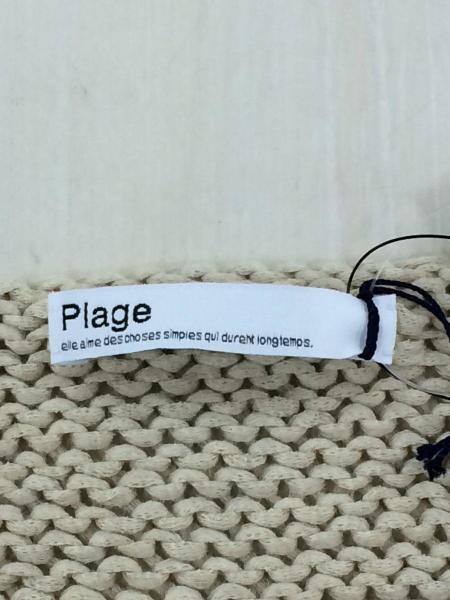 Plage
elle aime des choses simples qui durent longtemps.